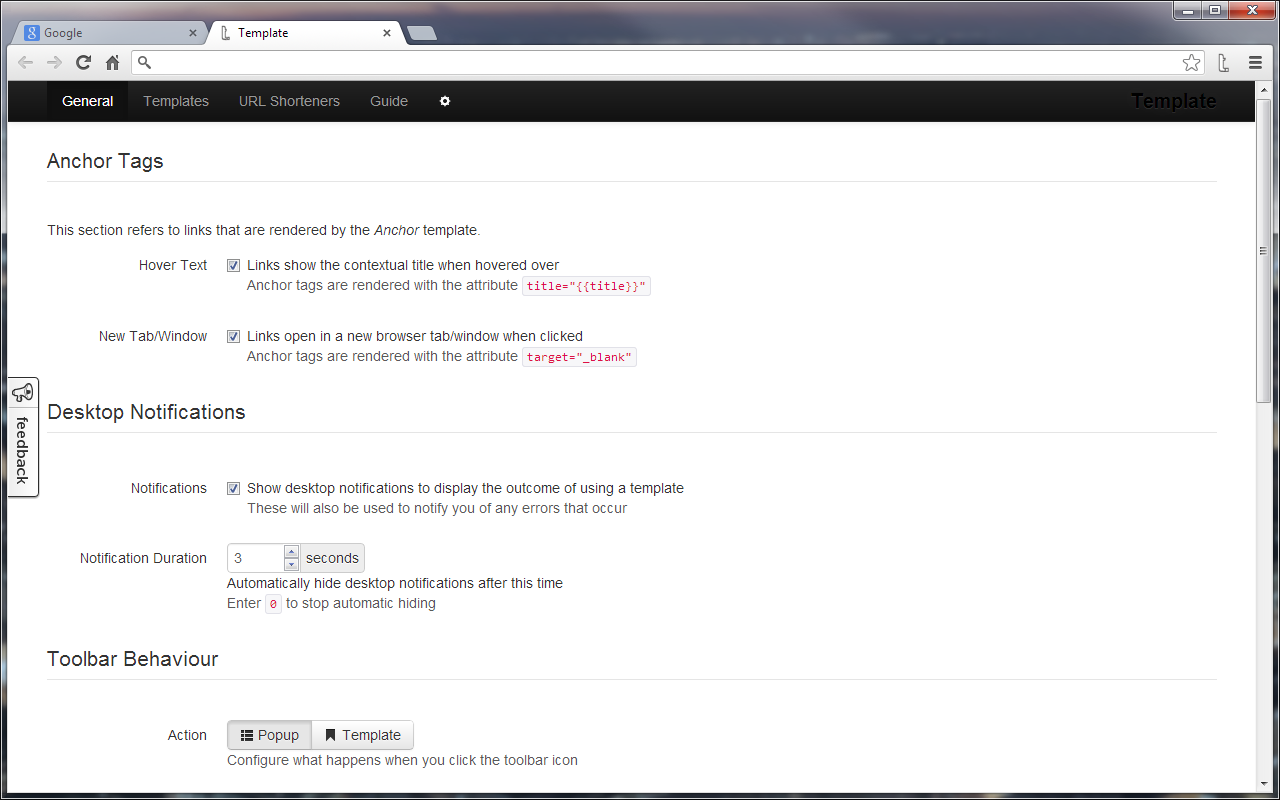 Google
Template
General Templates URL Shorteners Guide Template
Anchor Tags
This section refers to links that are rendered by the Anchor template.
Hover Text Links show the contextual title when hovered over
Anchor tags are rendered with the attribute title="{{title}}"
New Tab/Window Links open in a new browser tab/window when clicked
Anchor tags are rendered with the attribute target="_blank"
feedback
Desktop Notifications
Notifications Show desktop notifications to display the outcome of using a template
These will also be used to notify you of any errors that occur
Notification Duration 3 seconds
Automatically hide desktop notifications after this time
Enter 0 to stop automatic hiding
Toolbar Behaviour
Action Popup Template
Configure what happens when you click the toolbar icon